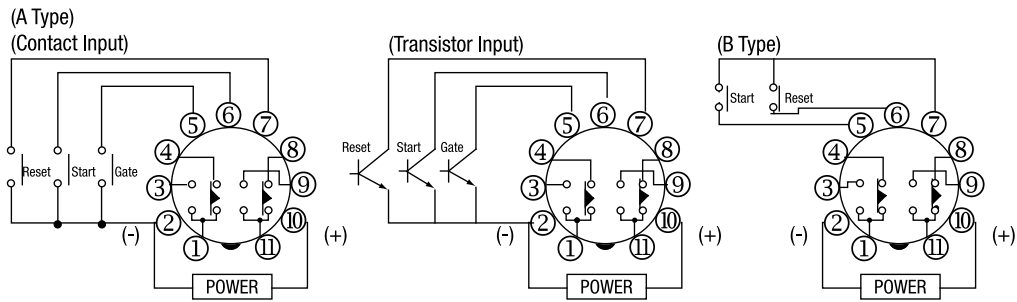 (A Type)
(Contact Input)
Reset
Start
Gate
5
6
7
4
8
3
9
2
10
1
11
(-)
(+)
POWER
(Transistor Input)
Reset
Start
Gate
5
6
7
4
8
3
9
2
10
1
11
(-)
(+)
POWER
(B Type)
Start
Reset
5
6
7
4
8
3
9
2
10
1
11
(-)
(+)
POWER